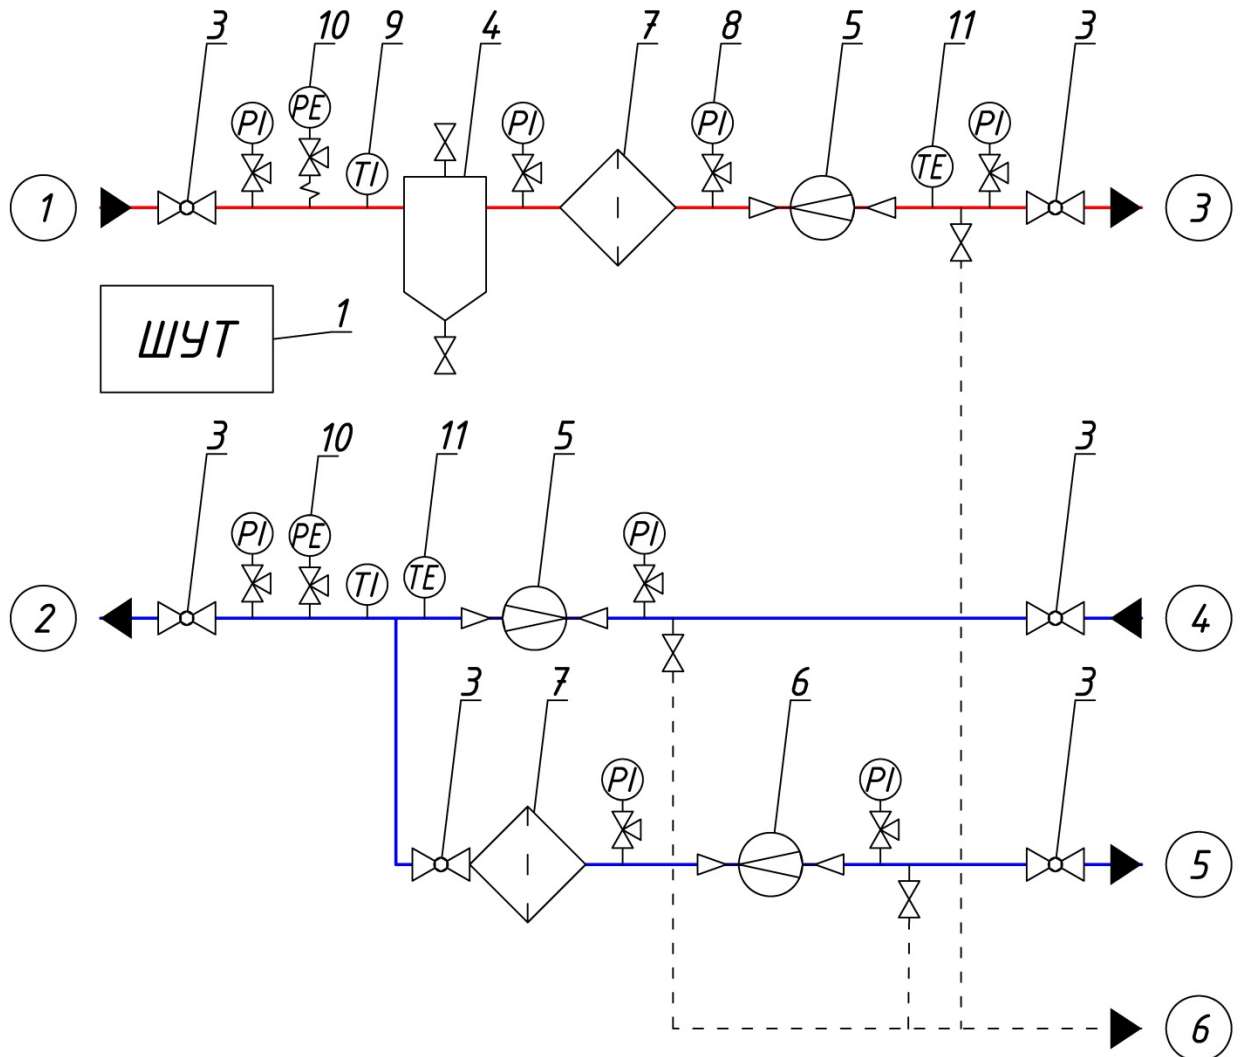 3 10 9 4 7 8 5 11 3
PE
PI PI PI PI
TI TE
1 3
1
ШУТ
3 10 11 5 3
PI PE PI
TI TE
2 4
3 7 6 3
PI PI
5
6